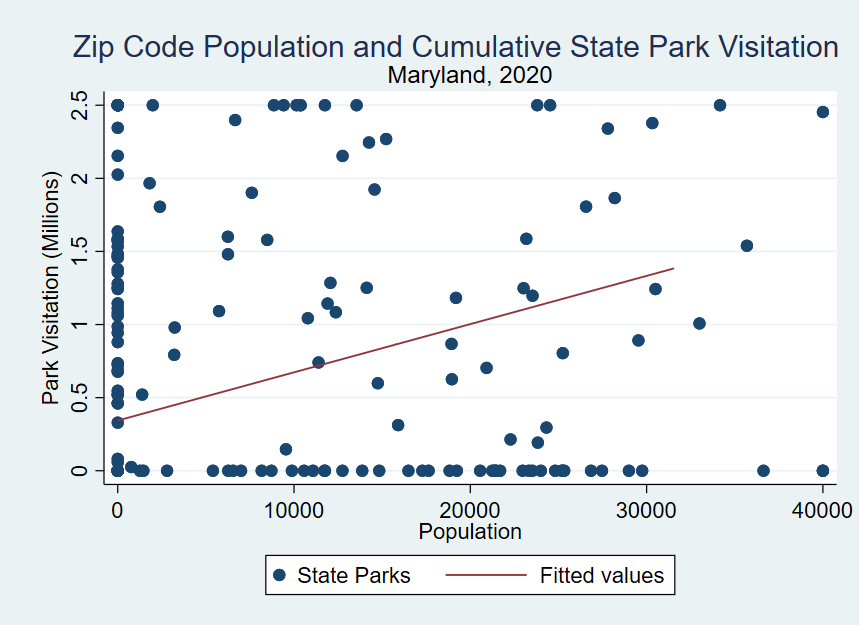 Zip Code Population and Cumulative State Park Visitation
Maryland, 2020
Park Visitation (Millions)
2.5
2
1.5
1
0.5
0
0 10000 20000 30000 40000
Population
State Parks Fitted values